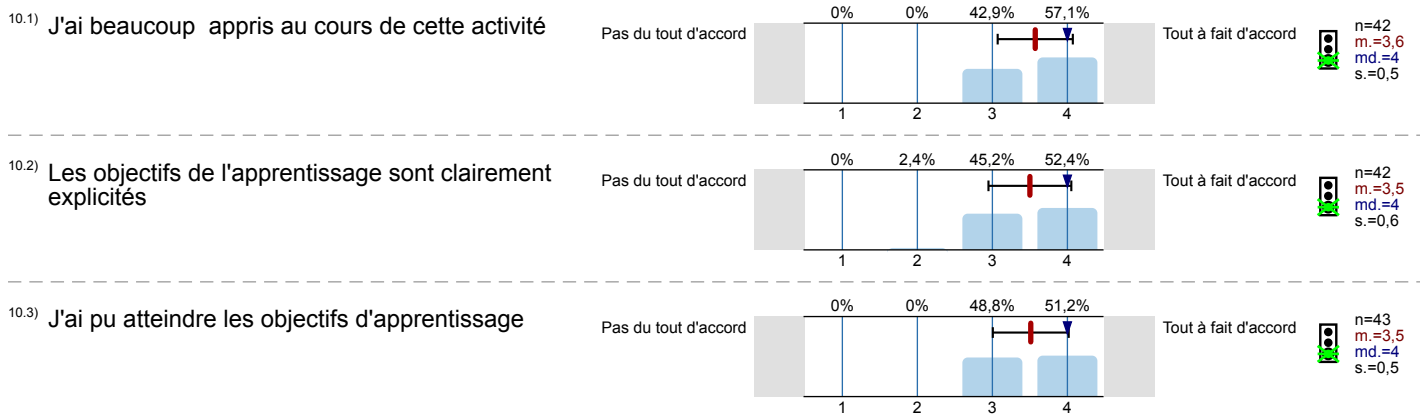 10.1) J'ai beaucoup appris au cours de cette activité
Pas du tout d'accord
0% 0% 42,9% 57,1%
1 2 3 4
Tout à fait d'accord
n=42
m.=3,6
md.=4
s.=0,5
10.2) Les objectifs de l'apprentissage sont clairement
explicités
Pas du tout d'accord
0% 2,4% 45,2% 52,4%
1 2 3 4
Tout à fait d'accord
n=42
m.=3,5
md.=4
s.=0,6
10.3) J'ai pu atteindre les objectifs d'apprentissage
Pas du tout d'accord
0% 0% 48,8% 51,2%
1 2 3 4
Tout à fait d'accord
n=43
m.=3,5
md.=4
s.=0,5